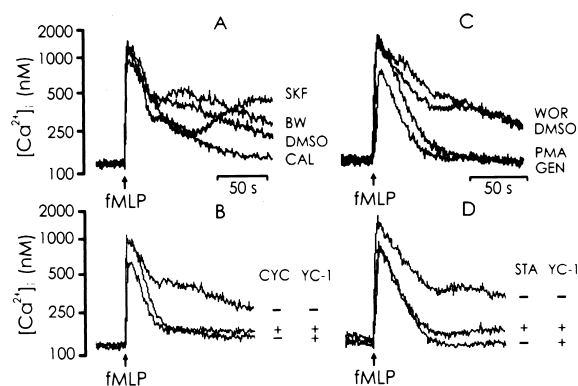 A
C
2000
1000
500
250
100
[Ca²⁺]ᵢ (nM)
SKF
BW
DMSO
CAL
50 s
fMLP
WOR
DMSO
PMA
GEN
50 s
fMLP
B
D
2000
1000
500
250
100
[Ca²⁺]ᵢ (nM)
CYC YC-1
− −
+ +
− +
fMLP
STA YC-1
− −
+ +
− +
fMLP